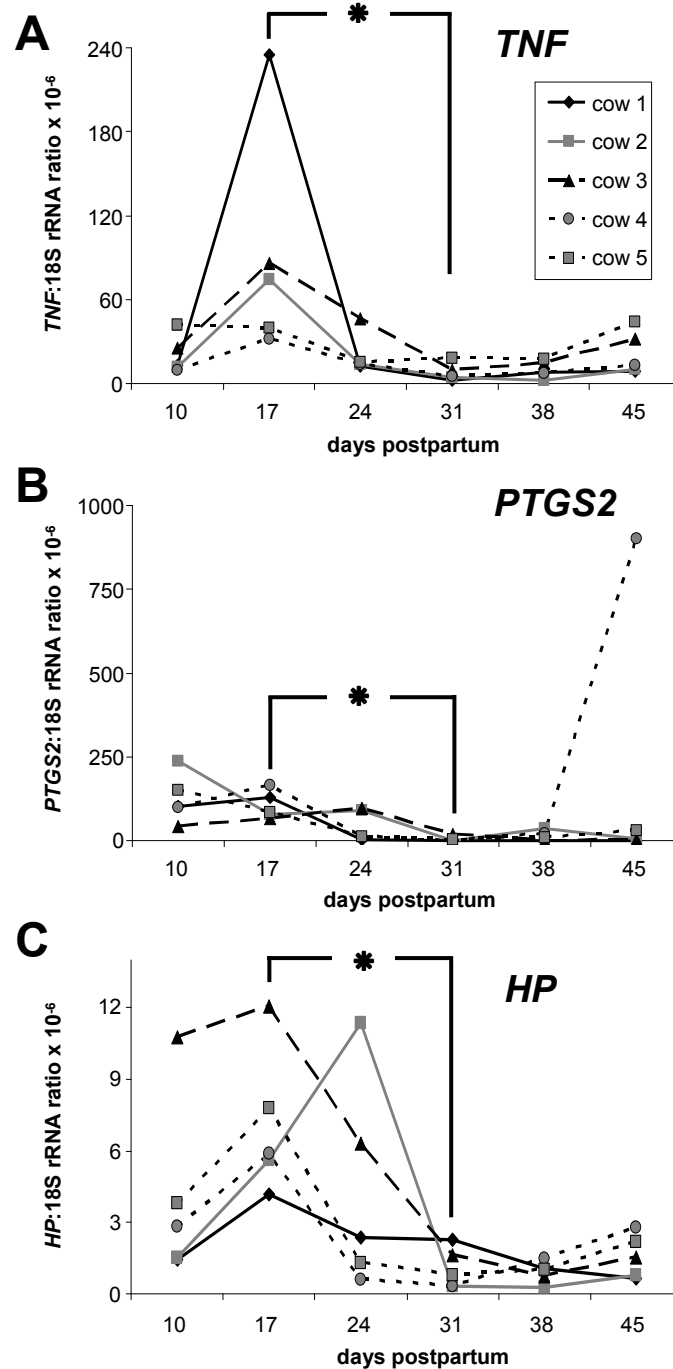 A
TNF
TNF:18S rRNA ratio x 10⁻⁶
240
180
120
60
0
10 17 24 31 38 45
days postpartum
cow 1
cow 2
cow 3
cow 4
cow 5
B
PTGS2
PTGS2:18S rRNA ratio x 10⁻⁶
1000
750
500
250
0
10 17 24 31 38 45
days postpartum
C
HP
HP:18S rRNA ratio x 10⁻⁶
12
9
6
3
0
10 17 24 31 38 45
days postpartum